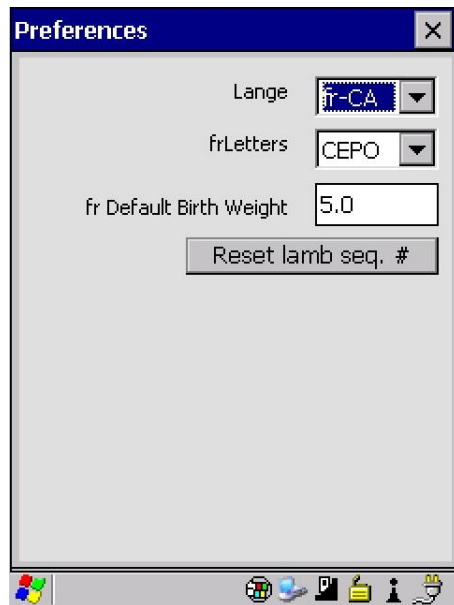 Preferences
Lange fr-CA
frLetters CEPO
fr Default Birth Weight 5.0
Reset lamb seq. #